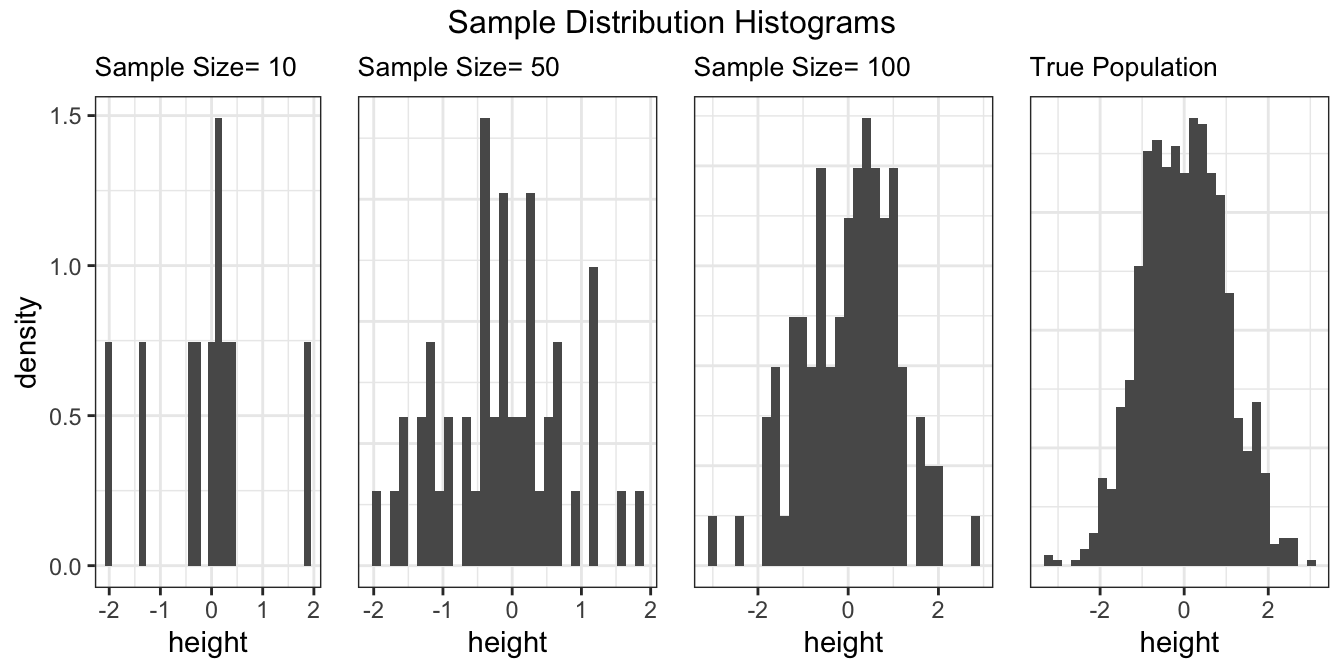 Sample Distribution Histograms
Sample Size= 10
Sample Size= 50
Sample Size= 100
True Population
density
1.5
1.0
0.5
0.0
-2 -1 0 1 2
-2 -1 0 1 2
-2 0 2
-2 0 2
height
height
height
height